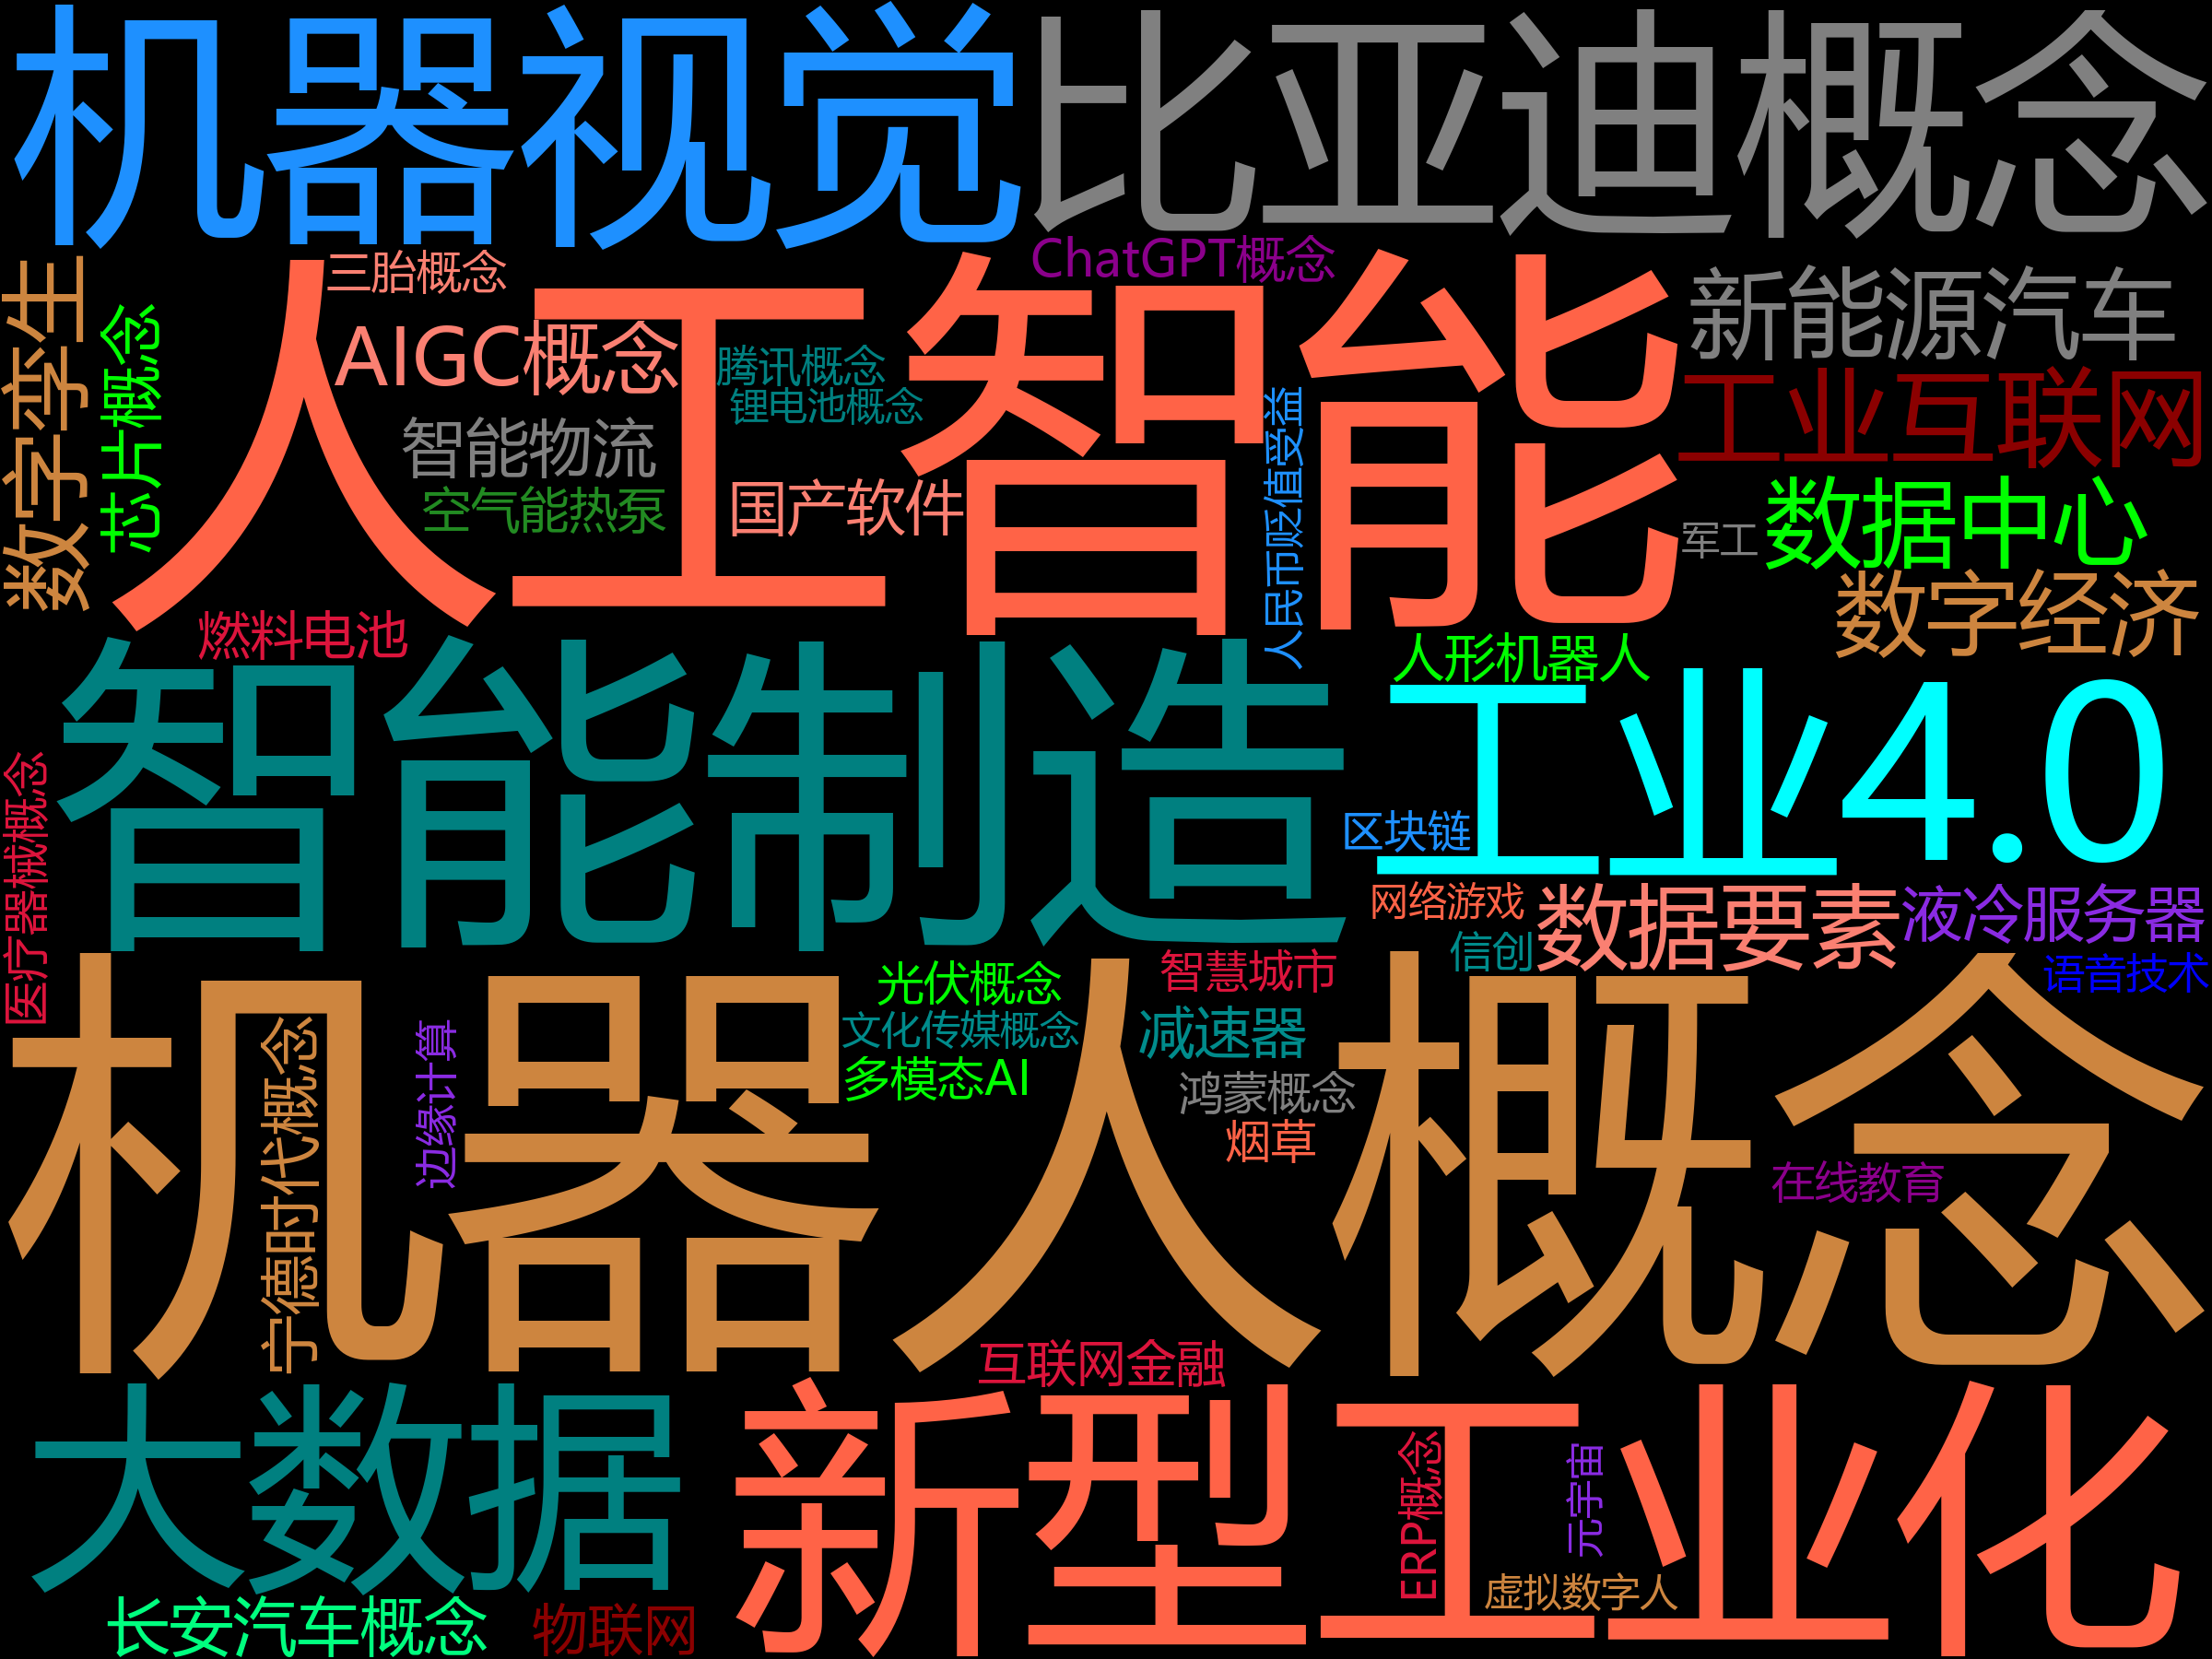 机器视觉
比亚迪概念
三胎概念
ChatGPT概念
人工智能
新能源汽车
数字孪生
芯片概念
AIGC概念
腾讯概念
锂电池概念
工业互联网
智能物流
空气能热泵
国产软件
人民币贬值受益
军工
数据中心
数字经济
燃料电池
人形机器人
智能制造
工业4.0
医疗器械概念
区块链
网络游戏
数据要素
液冷服务器
信创
语音技术
智慧城市
光伏概念
机器人概念
文化传媒概念
减速器
多模态AI
鸿蒙概念
烟草
边缘计算
宁德时代概念
在线教育
互联网金融
大数据
新型工业化
ERP概念
元宇宙
虚拟数字人
长安汽车概念
物联网